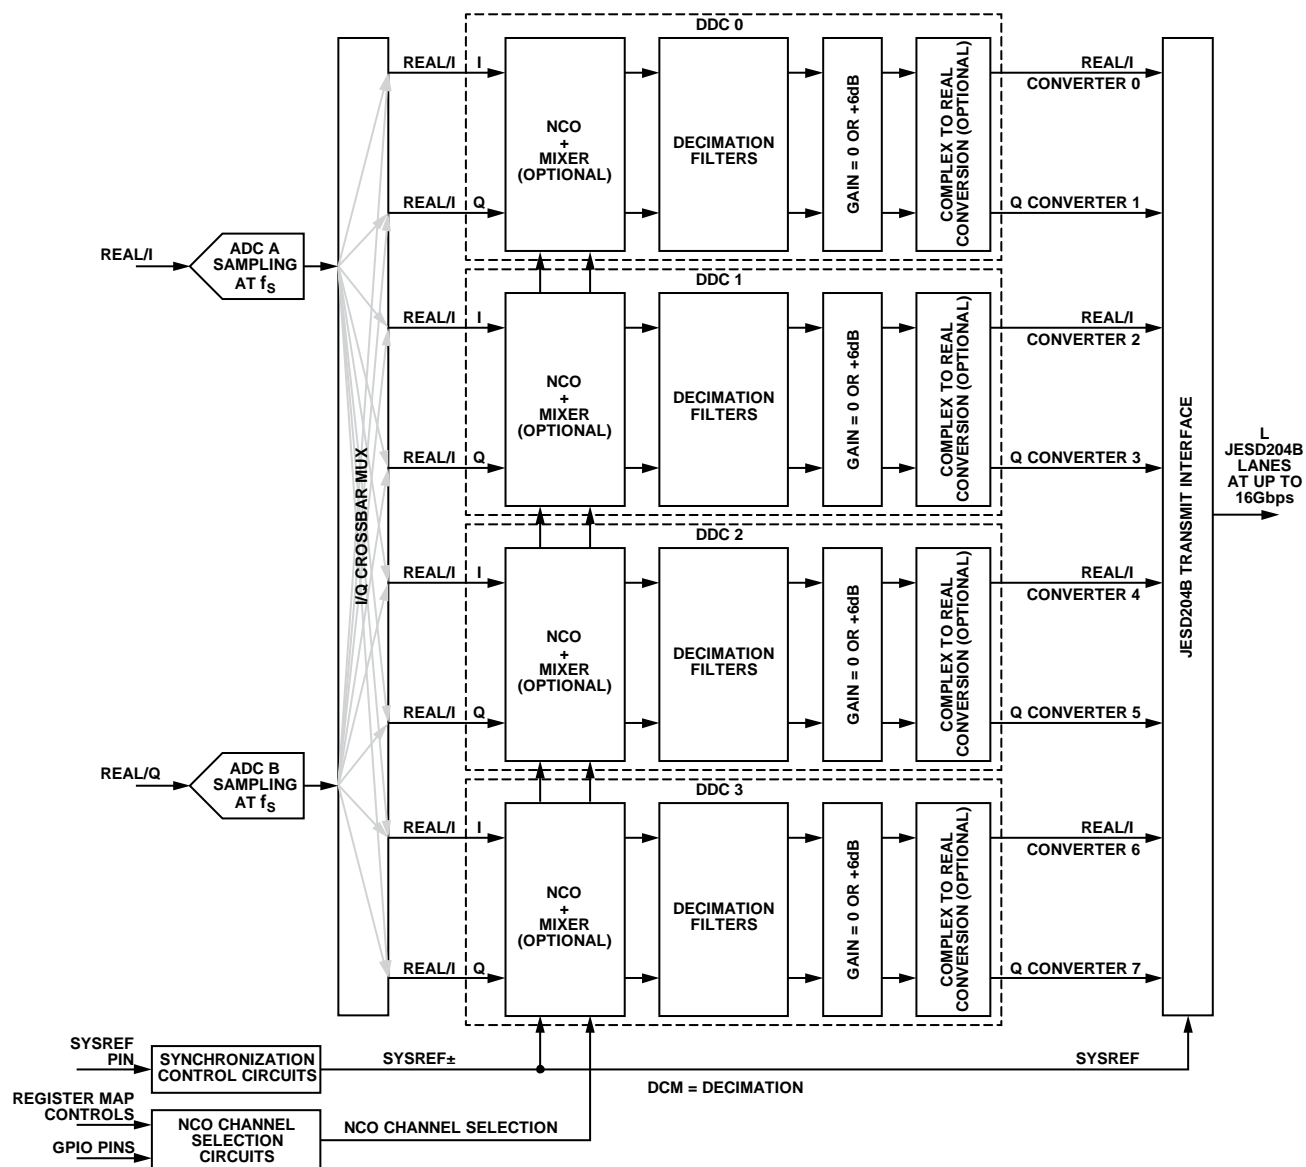 DDC 0
REAL/I
I
REAL/I
Q
NCO
+
MIXER
(OPTIONAL)
DECIMATION
FILTERS
GAIN = 0 OR +6dB
COMPLEX TO REAL
CONVERSION (OPTIONAL)
REAL/I
CONVERTER 0
Q CONVERTER 1
REAL/I
ADC A
SAMPLING
AT fS
DDC 1
REAL/I
I
REAL/I
Q
NCO
+
MIXER
(OPTIONAL)
DECIMATION
FILTERS
GAIN = 0 OR +6dB
COMPLEX TO REAL
CONVERSION (OPTIONAL)
REAL/I
CONVERTER 2
Q CONVERTER 3
I/Q CROSSBAR MUX
JESD204B TRANSMIT INTERFACE
L
JESD204B
LANES
AT UP TO
16Gbps
DDC 2
REAL/I
I
REAL/I
Q
NCO
+
MIXER
(OPTIONAL)
DECIMATION
FILTERS
GAIN = 0 OR +6dB
COMPLEX TO REAL
CONVERSION (OPTIONAL)
REAL/I
CONVERTER 4
Q CONVERTER 5
REAL/Q
ADC B
SAMPLING
AT fS
DDC 3
REAL/I
I
REAL/I
Q
NCO
+
MIXER
(OPTIONAL)
DECIMATION
FILTERS
GAIN = 0 OR +6dB
COMPLEX TO REAL
CONVERSION (OPTIONAL)
REAL/I
CONVERTER 6
Q CONVERTER 7
SYSREF
PIN
SYNCHRONIZATION
CONTROL CIRCUITS
SYSREF±
SYSREF
DCM = DECIMATION
REGISTER MAP
CONTROLS
GPIO PINS
NCO CHANNEL
SELECTION
CIRCUITS
NCO CHANNEL SELECTION